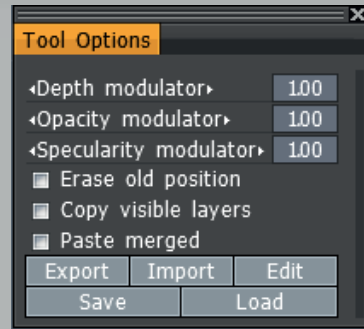 Tool Options
Depth modulator 1.00
Opacity modulator 1.00
Specularity modulator 1.00
Erase old position
Copy visible layers
Paste merged
Export Import Edit
Save Load